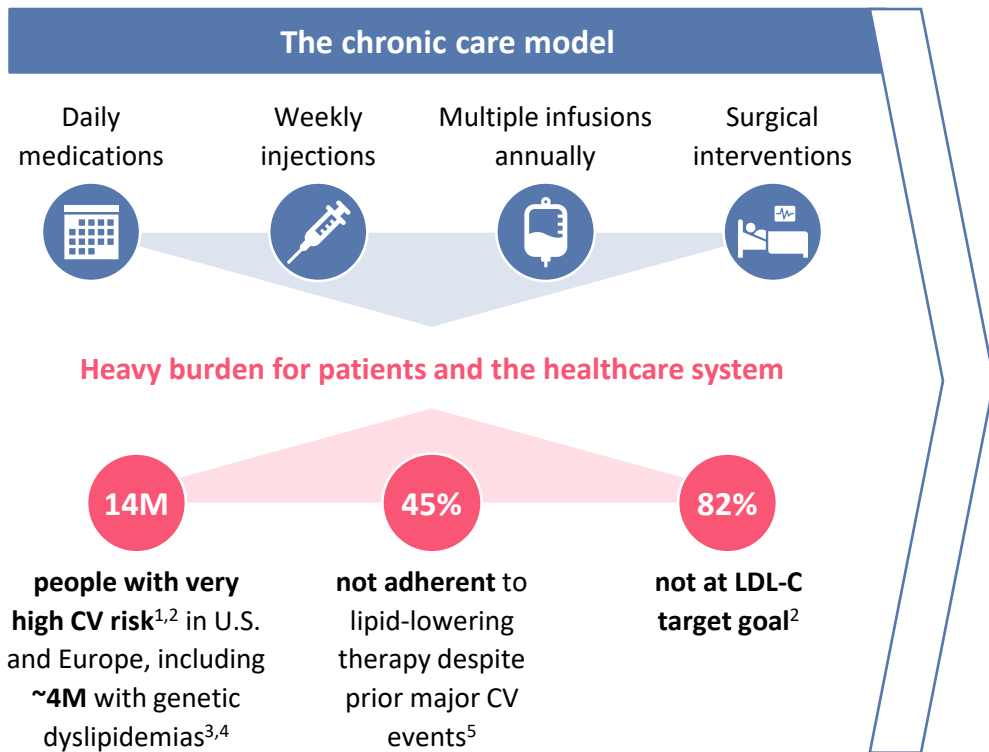 The chronic care model
Daily
medications
Weekly
injections
Multiple infusions
annually
Surgical
interventions
Heavy burden for patients and the healthcare system
14M
45%
82%
people with very
high CV risk1,2 in U.S.
and Europe, including
~4M with genetic
dyslipidemias3,4
not adherent to
lipid-lowering
therapy despite
prior major CV
events5
not at LDL-C
target goal2